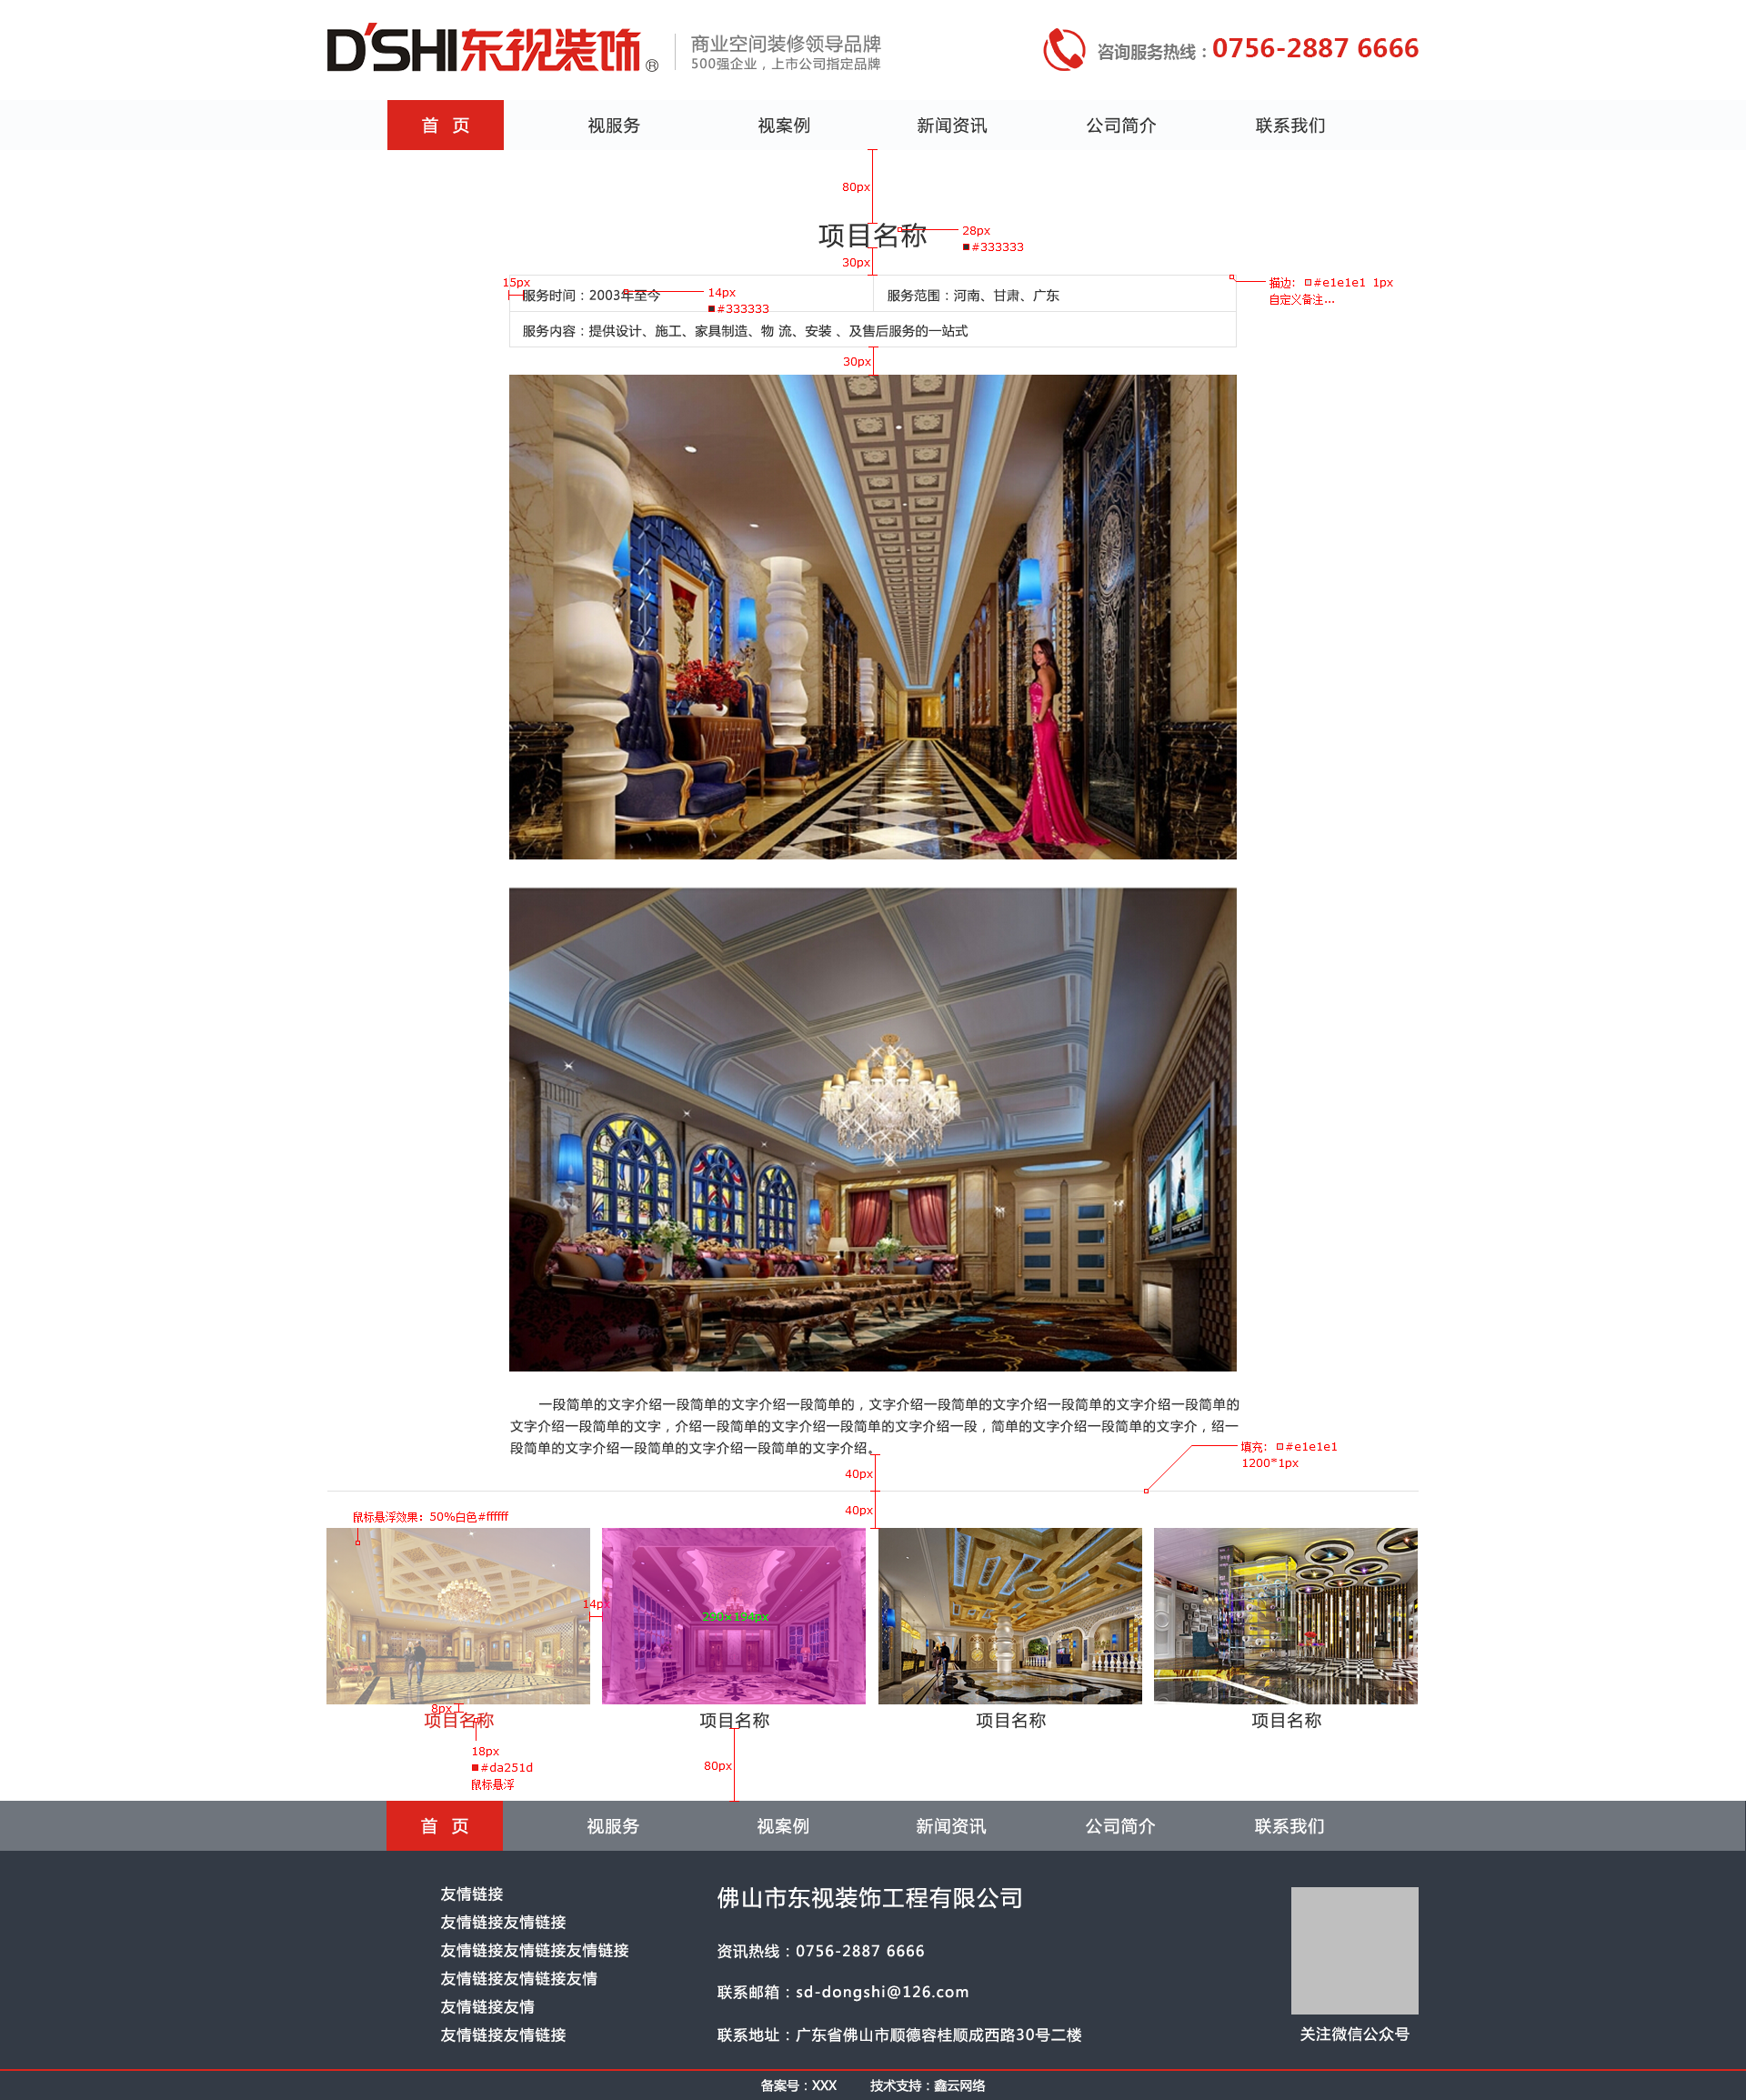 D'SHI东视装饰®
商业空间装修领导品牌
500强企业，上市公司指定品牌
咨询服务热线：0756-2887 6666
首 页 视服务 视案例 新闻资讯 公司简介 联系我们
80px
项目名称
28px
#333333
30px
15px
服务时间：2003年至今
14px
#333333
服务范围：河南、甘肃、广东
描边: #e1e1e1 1px
自定义备注...
服务内容：提供设计、施工、家具制造、物 流、安装 、及售后服务的一站式
30px
一段简单的文字介绍一段简单的文字介绍一段简单的，文字介绍一段简单的文字介绍一段简单的文字介绍一段简单的
文字介绍一段简单的文字，介绍一段简单的文字介绍一段简单的文字介绍一段，简单的文字介绍一段简单的文字介，绍一
段简单的文字介绍一段简单的文字介绍一段简单的文字介绍。
填充: #e1e1e1
1200*1px
40px
40px
鼠标悬浮效果: 50%白色#ffffff
14px
290×194px
8px
项目名称 项目名称 项目名称 项目名称
18px
#da251d
鼠标悬浮
80px
首 页 视服务 视案例 新闻资讯 公司简介 联系我们
友情链接
友情链接友情链接
友情链接友情链接友情链接
友情链接友情链接友情
友情链接友情
友情链接友情链接
佛山市东视装饰工程有限公司
资讯热线：0756-2887 6666
联系邮箱：sd-dongshi@126.com
联系地址：广东省佛山市顺德容桂顺成西路30号二楼
关注微信公众号
备案号：XXX 技术支持：鑫云网络